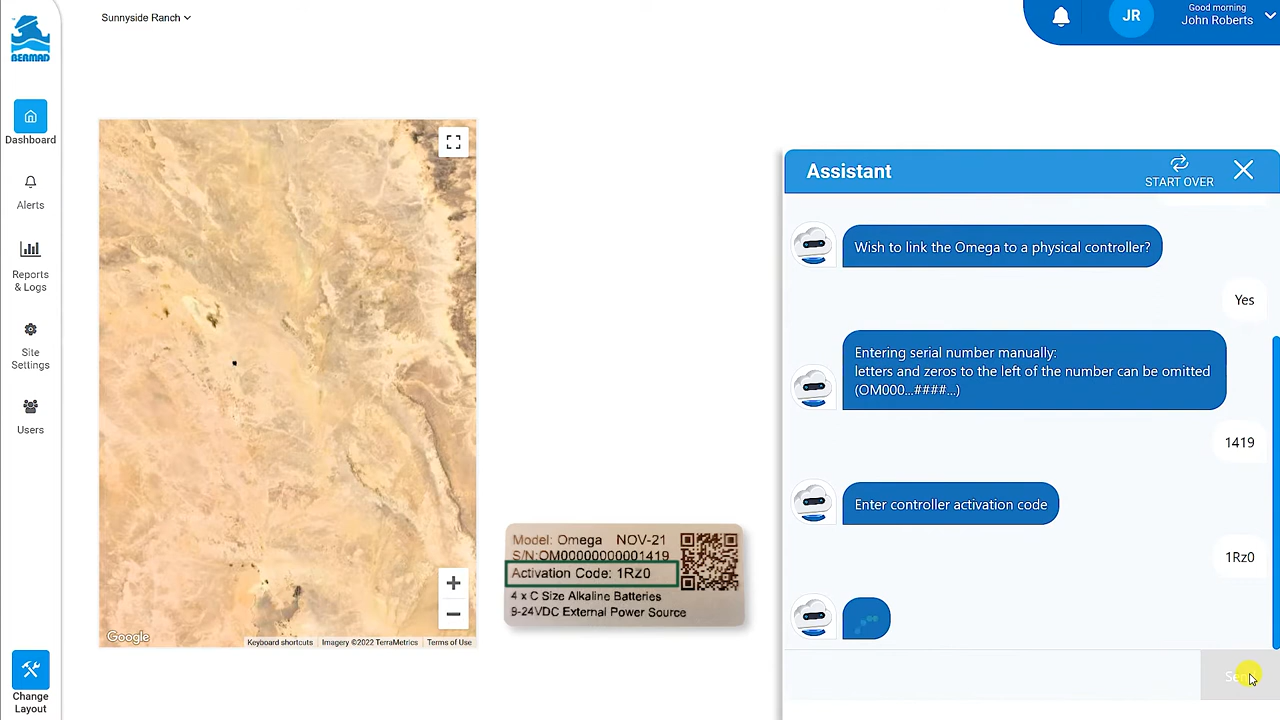 BERMAD
Sunnyside Ranch
Good morning
JR
John Roberts
Dashboard
Alerts
Reports
& Logs
Site
Settings
Users
Change
Layout
Google
Keyboard shortcuts
Imagery ©2022 TerraMetrics
Terms of Use
Model: Omega NOV-21
S/N:OM00000000001419
Activation Code: 1Rz0
4 x C Size Alkaline Batteries
9-24VDC External Power Source
Assistant
START OVER
Wish to link the Omega to a physical controller?
Yes
Entering serial number manually:
letters and zeros to the left of the number can be omitted
(OM000...####...)
1419
Enter controller activation code
1Rz0